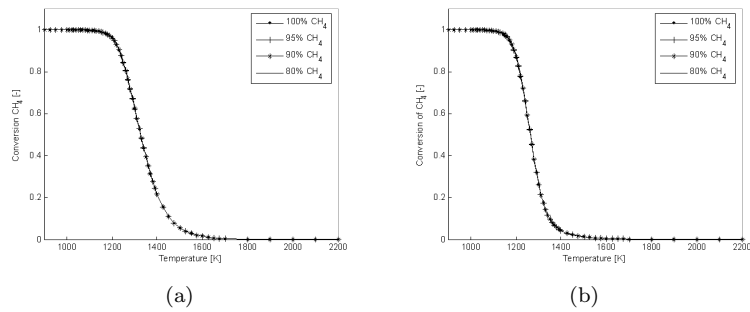 100% CH4
95% CH4
90% CH4
80% CH4
Conversion CH4 [-]
1
0.8
0.6
0.4
0.2
0
1000 1200 1400 1600 1800 2000 2200
Temperature [K]
(a)
100% CH4
95% CH4
90% CH4
80% CH4
Conversion of CH4 [-]
1
0.8
0.6
0.4
0.2
0
1000 1200 1400 1600 1800 2000 2200
Temperature [K]
(b)